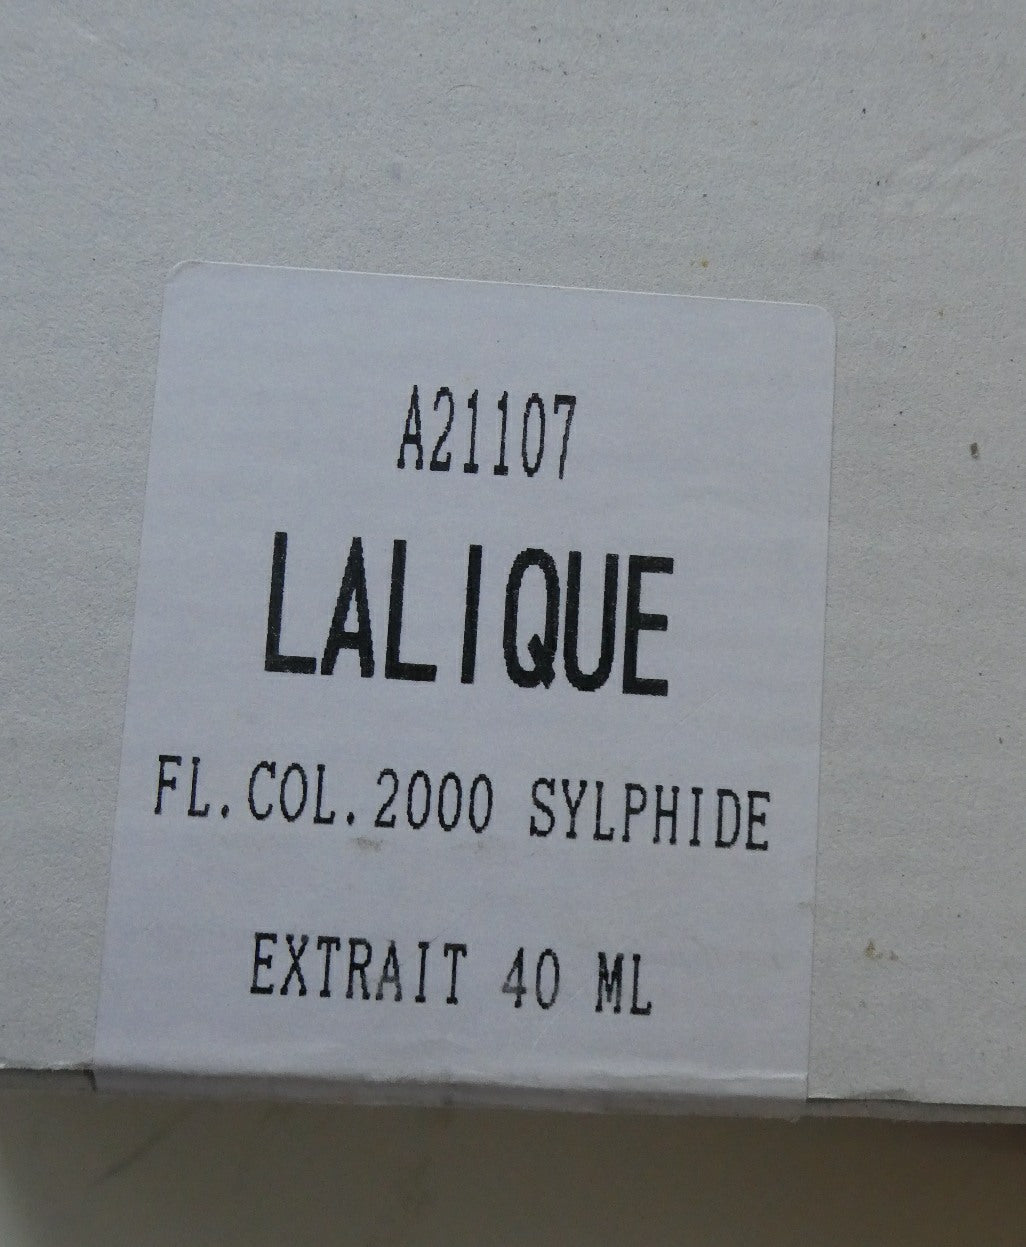 A21107
LALIQUE
FL.COL.2000 SYLPHIDE
EXTRAIT 40 ML